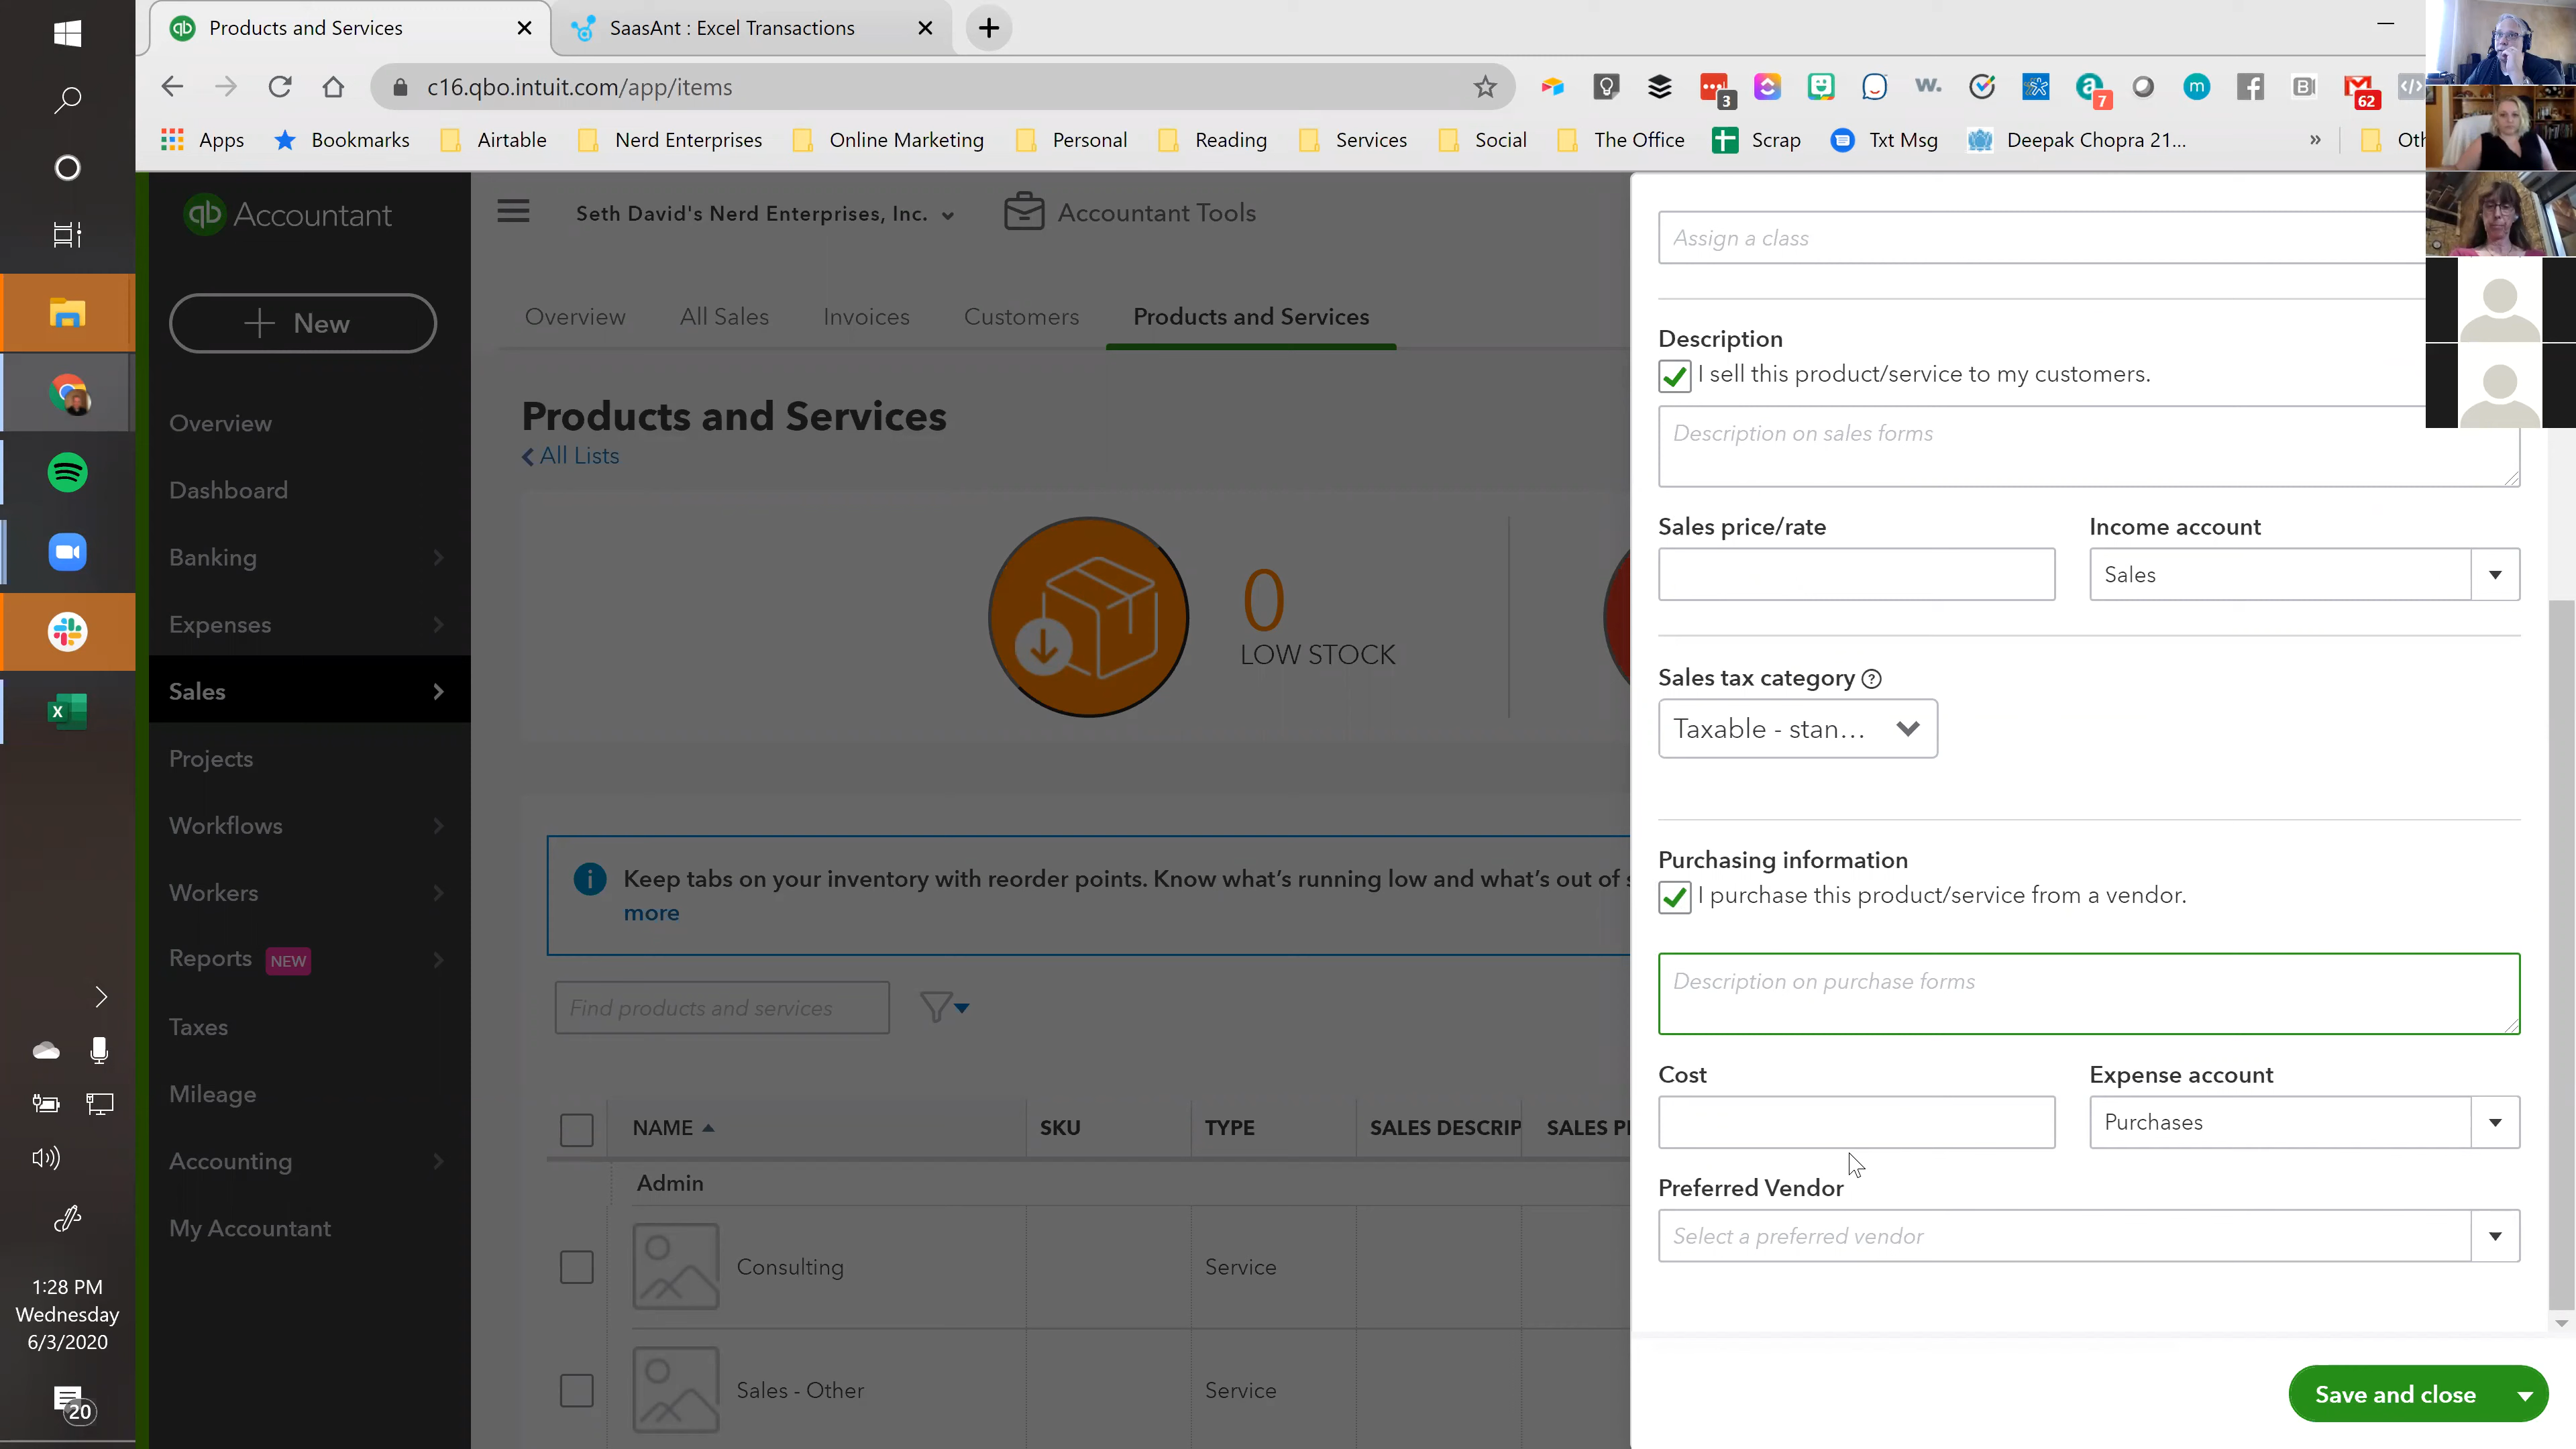 Products and Services
SaasAnt : Excel Transactions
c16.qbo.intuit.com/app/items
3
7
62
Apps
Bookmarks
Airtable
Nerd Enterprises
Online Marketing
Personal
Reading
Services
Social
The Office
Scrap
Txt Msg
Deepak Chopra 21...
»
Oth
qb Accountant
Seth David's Nerd Enterprises, Inc.
Accountant Tools
+ New
Overview
Dashboard
Banking
Expenses
Sales
Projects
Workflows
Workers
Reports NEW
Taxes
Mileage
Accounting
My Accountant
Overview
All Sales
Invoices
Customers
Products and Services
Products and Services
All Lists
0
LOW STOCK
Keep tabs on your inventory with reorder points. Know what's running low and what's out of s
more
Find products and services
NAME
SKU
TYPE
SALES DESCRIP
SALES PI
Admin
Consulting
Service
Sales - Other
Service
Assign a class
Description
I sell this product/service to my customers.
Description on sales forms
Sales price/rate
Income account
Sales
Sales tax category
Taxable - stan...
Purchasing information
I purchase this product/service from a vendor.
Description on purchase forms
Cost
Expense account
Purchases
Preferred Vendor
Select a preferred vendor
Save and close
1:28 PM
Wednesday
6/3/2020
20